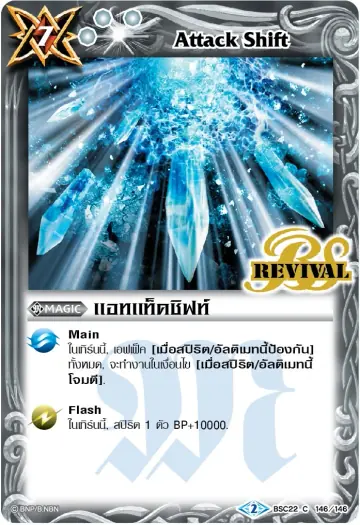 7
Attack Shift
RS
REVIVAL
MAGIC แอทแท็คชิฟท์
Main
ในเทิร์นนี้, เอฟเฟ็ค [เมื่อสปิริต/อัลติเมทนี้ป้องกัน]
ทั้งหมด, จะทำงานในเงื่อนไข [เมื่อสปิริต/อัลติเมทนี้
โจมตี].
Flash
ในเทิร์นนี้, สปิริต 1 ตัว BP+10000.
©BNP/B.NBN
2 BSC22 C 146/146